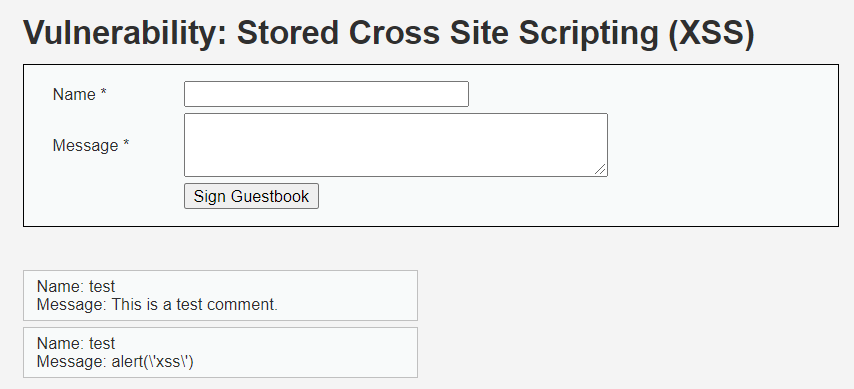 Vulnerability: Stored Cross Site Scripting (XSS)
Name *
Message *
Sign Guestbook
Name: test
Message: This is a test comment.
Name: test
Message: alert(\'xss\')